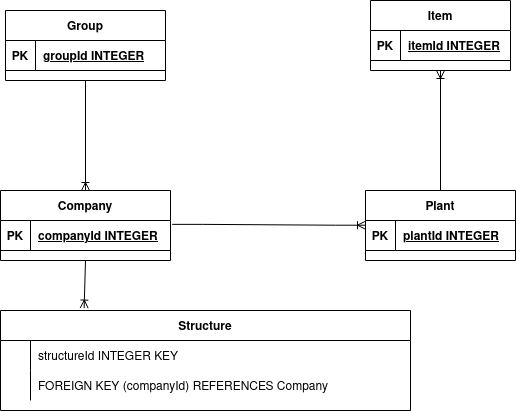 Group
PK groupId INTEGER
Item
PK itemId INTEGER
Company
PK companyId INTEGER
Plant
PK plantId INTEGER
Structure
structureId INTEGER KEY
FOREIGN KEY (companyId) REFERENCES Company